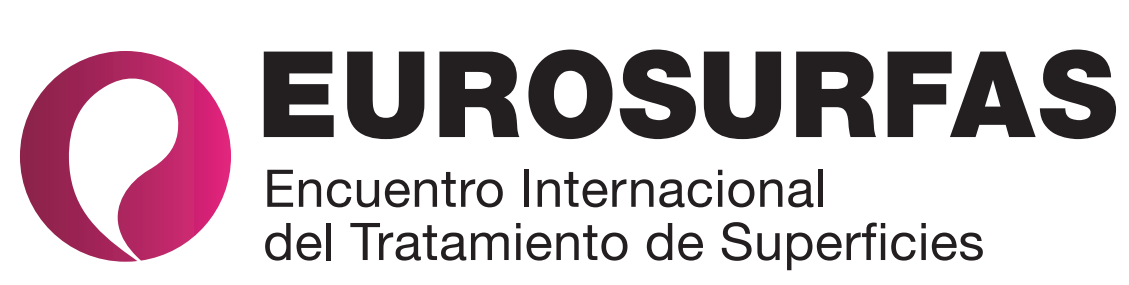 EUROSURFAS
Encuentro Internacional
del Tratamiento de Superficies